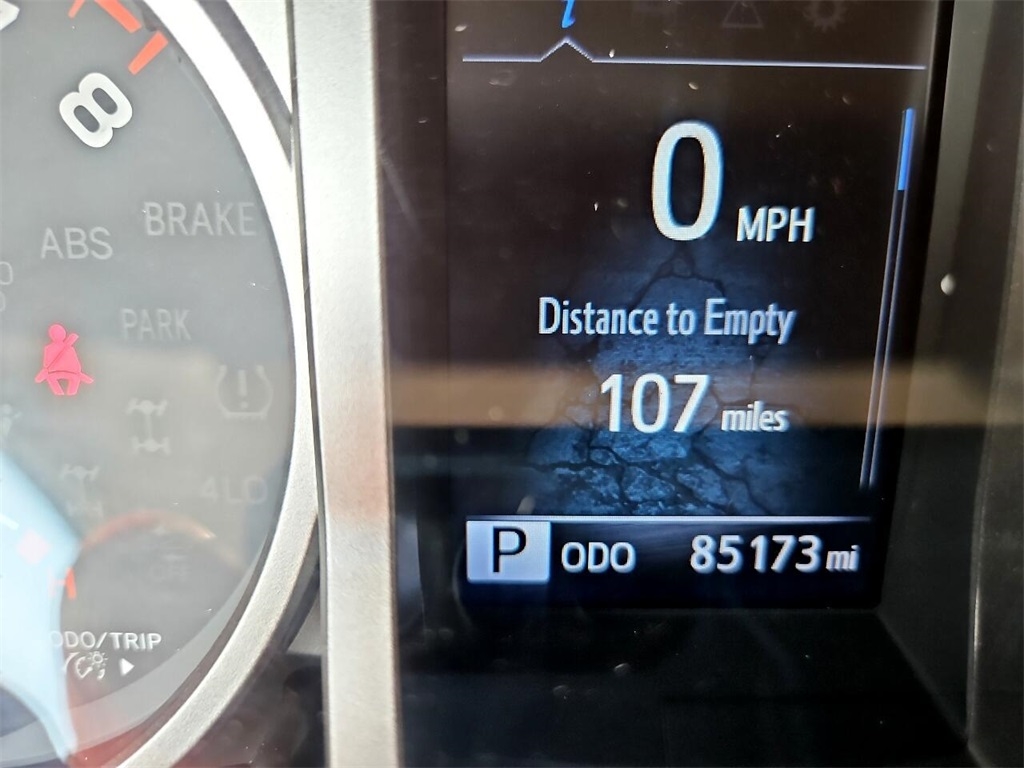 8
0 MPH
BRAKE
ABS
Distance to Empty
PARK
107 miles
4LO
P ODO 85173 mi
H
ODO/TRIP